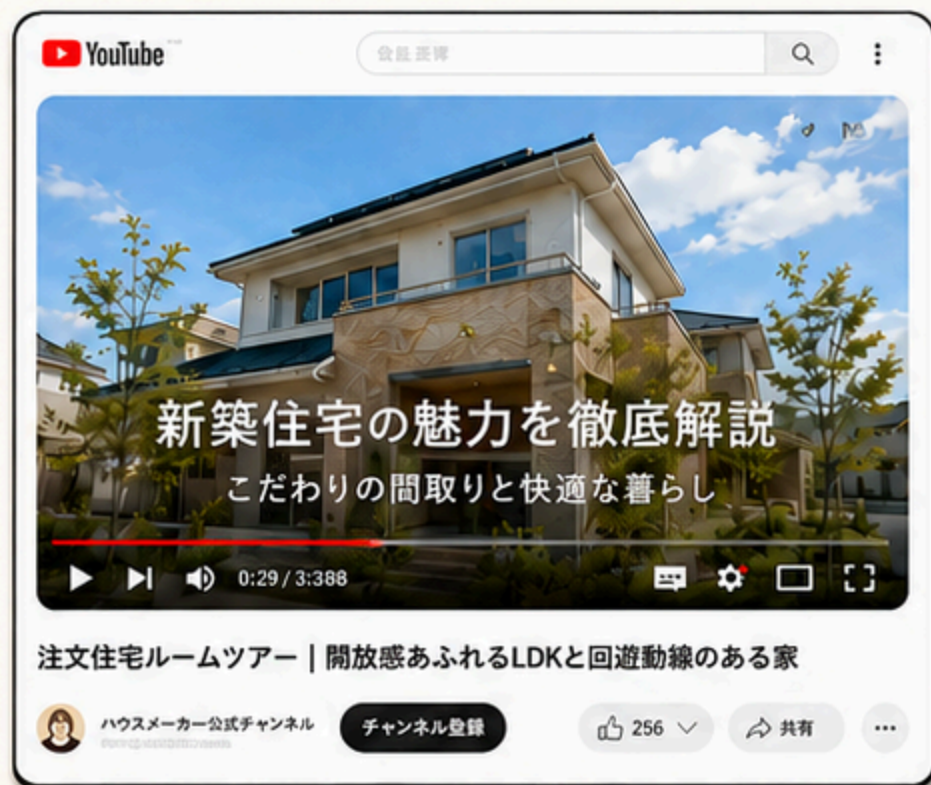 YouTube
新築住宅の魅力を徹底解説
こだわりの間取りと快適な暮らし
0:29 / 3:388
注文住宅ルームツアー｜開放感あふれるLDKと回遊動線のある家
ハウスメーカー公式チャンネル
チャンネル登録
256
共有